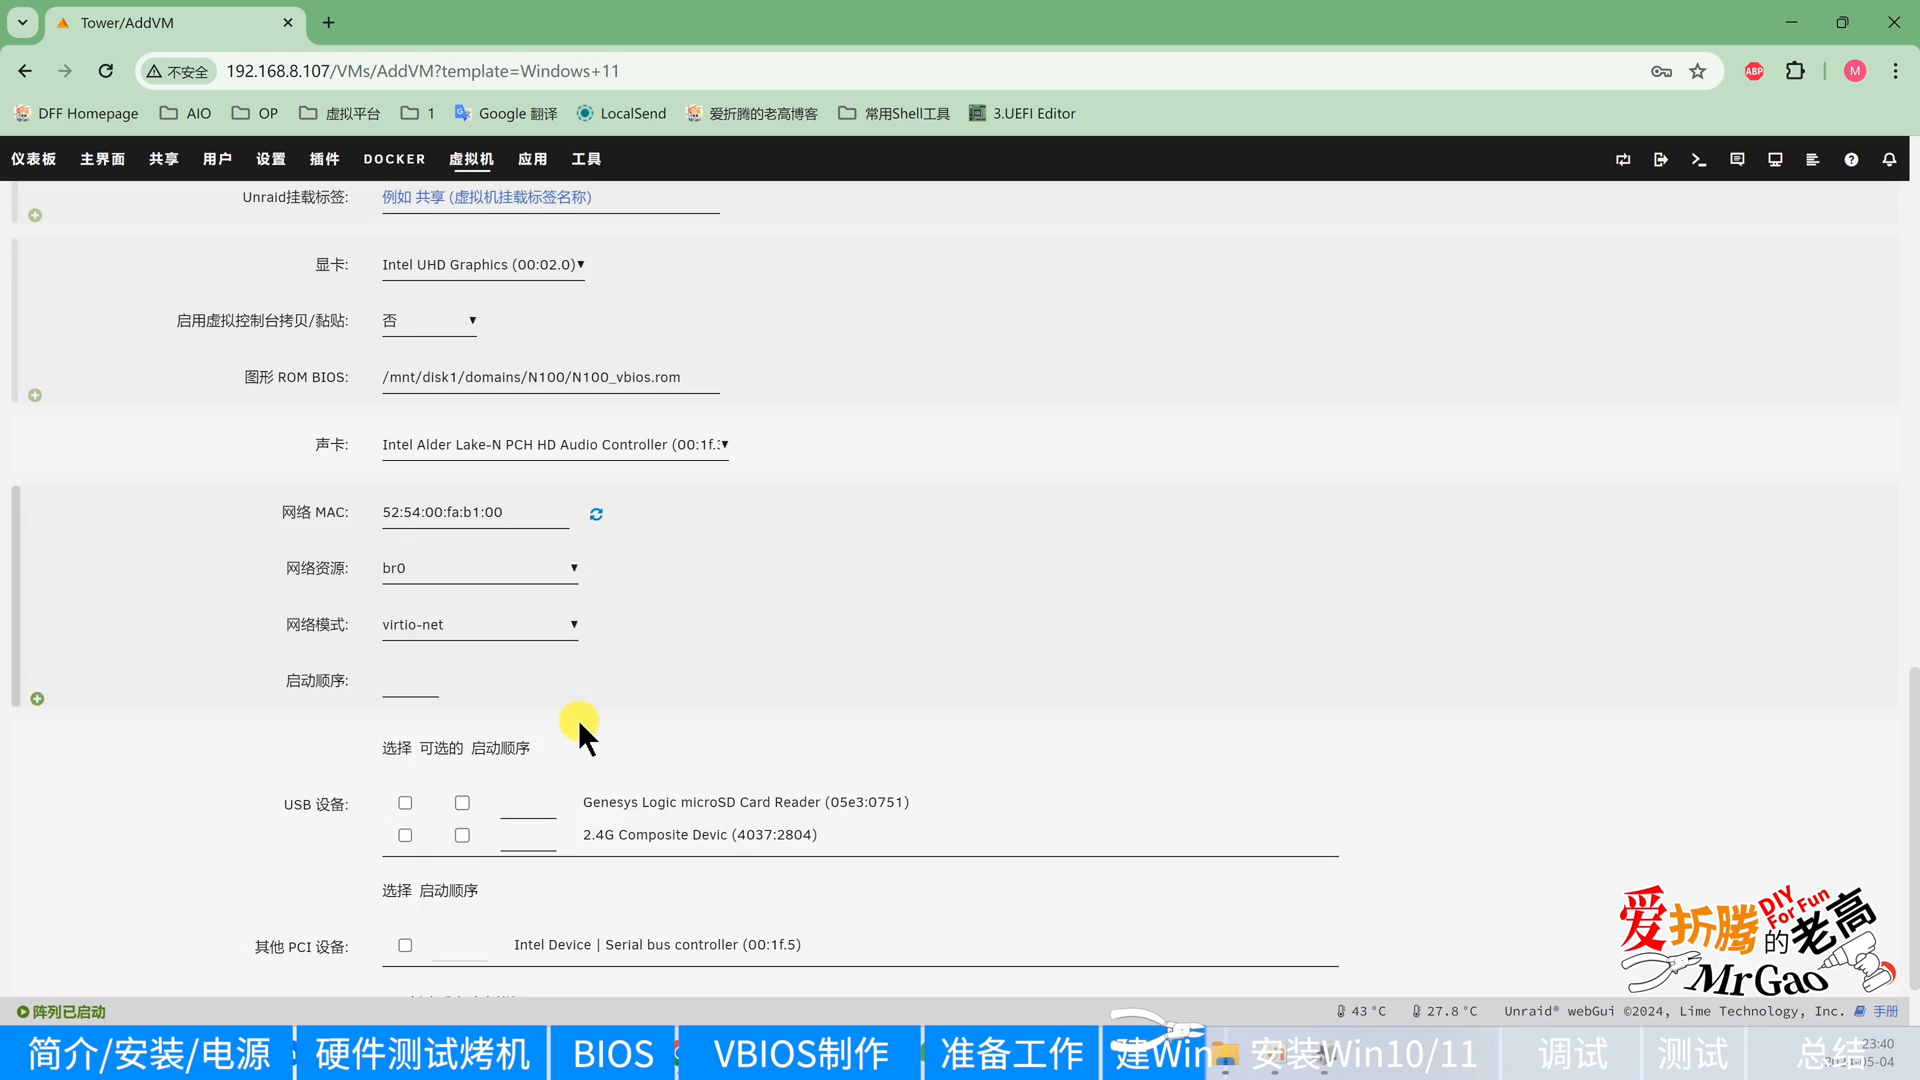 Tower/AddVM
不安全
192.168.8.107/VMs/AddVM?template=Windows+11
ABP
M
DFF Homepage
AIO
OP
虚拟平台
1
Google 翻译
LocalSend
爱折腾的老高博客
常用Shell工具
3.UEFI Editor
仪表板 主界面 共享 用户 设置 插件 DOCKER 虚拟机 应用 工具
Unraid挂载标签: 例如 共享 (虚拟机挂载标签名称)
显卡: Intel UHD Graphics (00:02.0)
启用虚拟控制台拷贝/黏贴: 否
图形 ROM BIOS: /mnt/disk1/domains/N100/N100_vbios.rom
声卡: Intel Alder Lake-N PCH HD Audio Controller (00:1f.
网络 MAC: 52:54:00:fa:b1:00
网络资源: br0
网络模式: virtio-net
启动顺序:
选择 可选的 启动顺序
USB 设备: Genesys Logic microSD Card Reader (05e3:0751)
2.4G Composite Devic (4037:2804)
选择 启动顺序
其他 PCI 设备: Intel Device | Serial bus controller (00:1f.5)
爱折腾的老高
DIY For Fun
MrGao
阵列已启动
43 °C 27.8 °C Unraid® webGui ©2024, Lime Technology, Inc. 手册
简介/安装/电源 硬件测试烤机 BIOS VBIOS制作 准备工作 建Win 安装Win10/11 调试 测试 总结
23:40